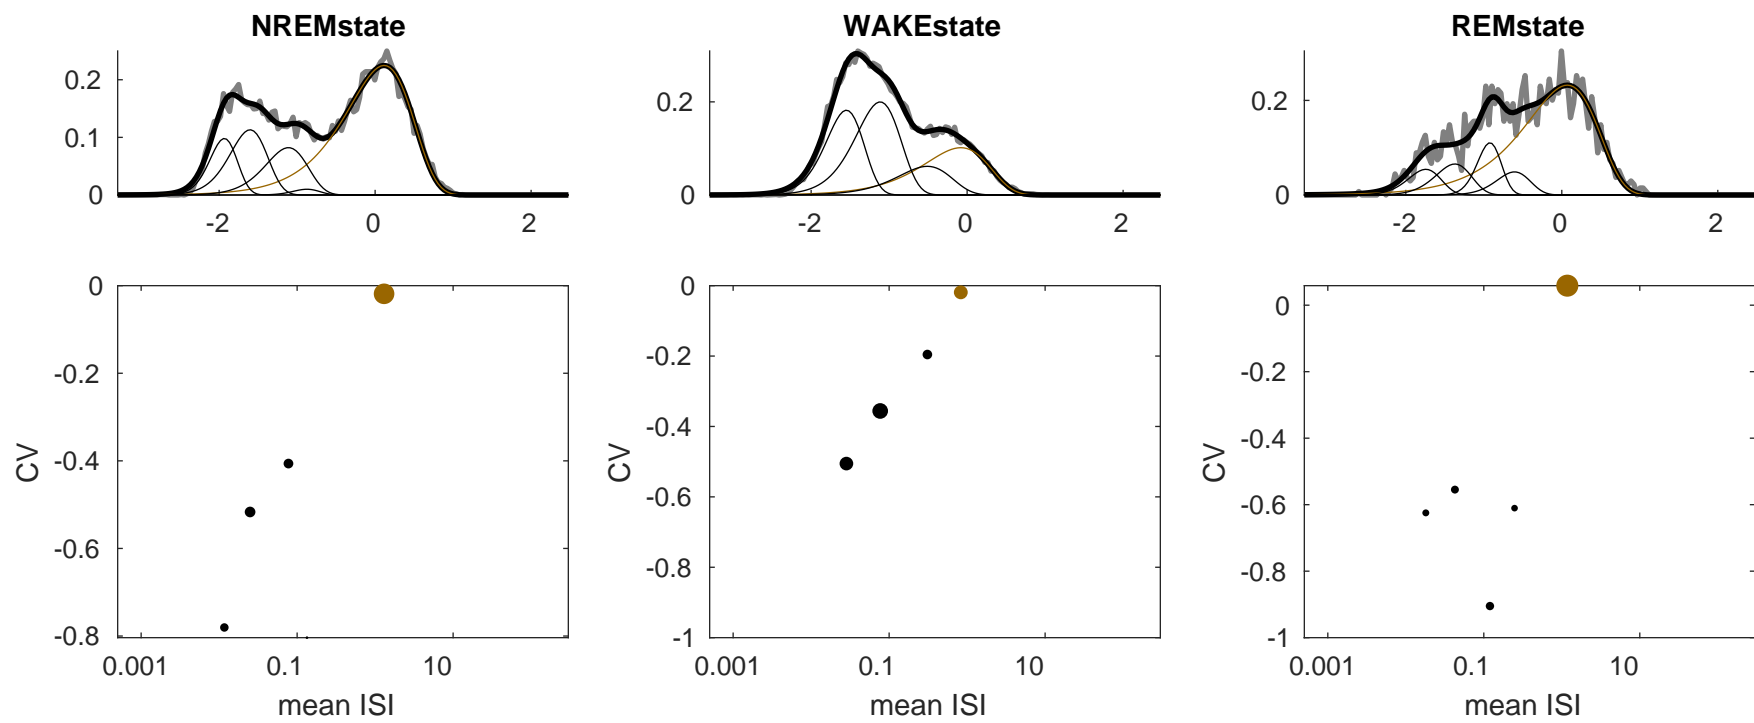 NREMstate WAKEstate REMstate
0.2 0.2 0.2
0.1
0 0 0
-2 0 2 -2 0 2 -2 0 2
0 0 0
-0.2 -0.2 -0.2
-0.4 -0.4 -0.4
-0.6 -0.6 -0.6
-0.8 -0.8 -0.8
-1 -1
CV CV CV
0.001 0.1 10 0.001 0.1 10 0.001 0.1 10
mean ISI mean ISI mean ISI